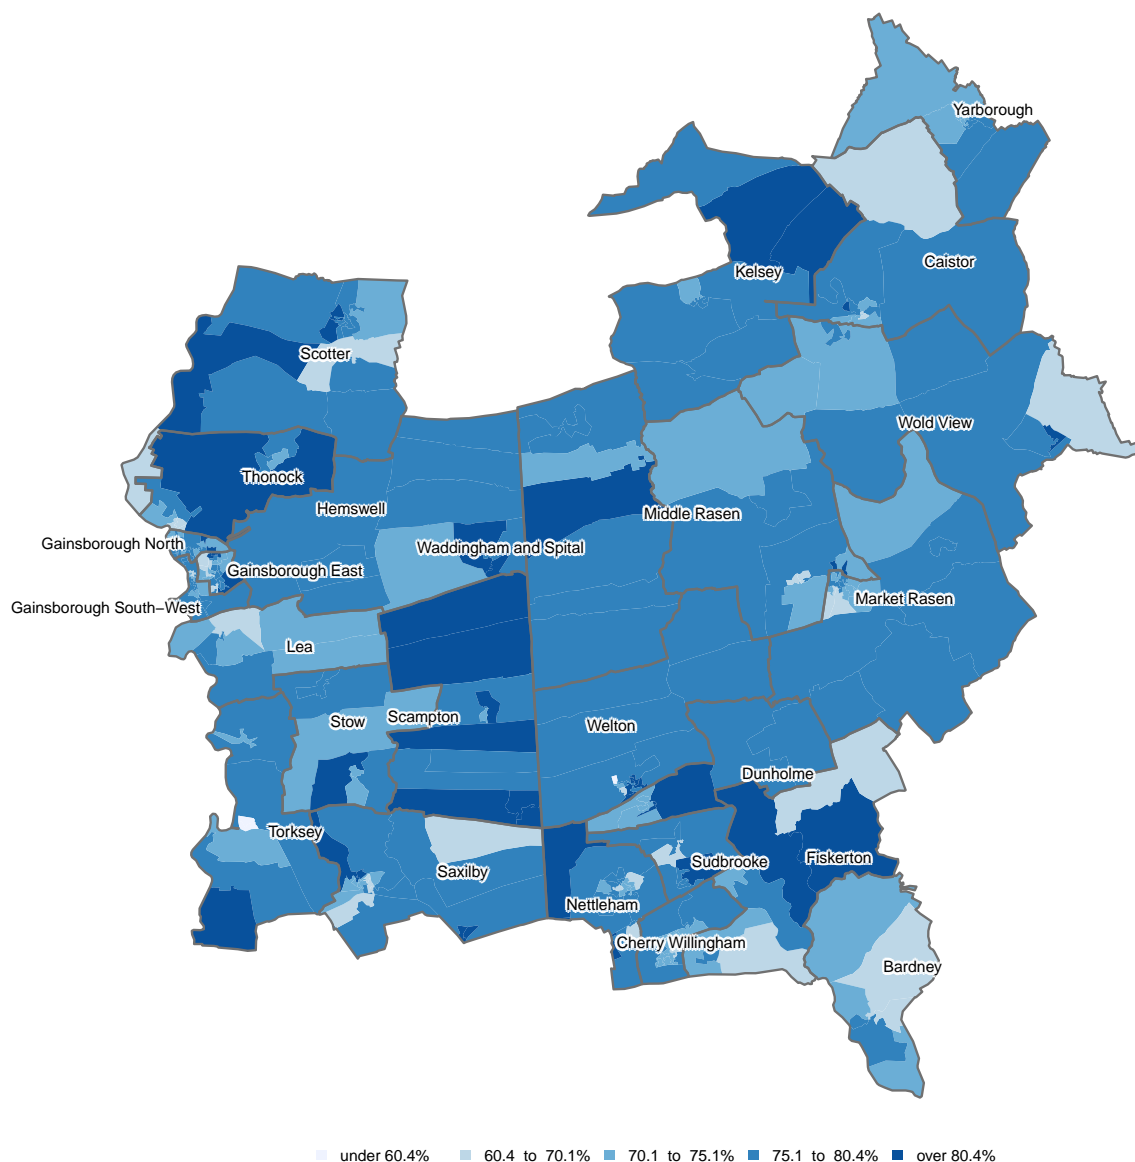 Yarborough
Caistor
Kelsey
Scotter
Wold View
Thonock
Hemswell
Middle Rasen
Gainsborough North
Waddingham and Spital
Gainsborough East
Market Rasen
Gainsborough South−West
Lea
Stow
Scampton
Welton
Dunholme
Torksey
Sudbrooke
Fiskerton
Saxilby
Nettleham
Cherry Willingham
Bardney
under 60.4% 60.4 to 70.1% 70.1 to 75.1% 75.1 to 80.4% over 80.4%